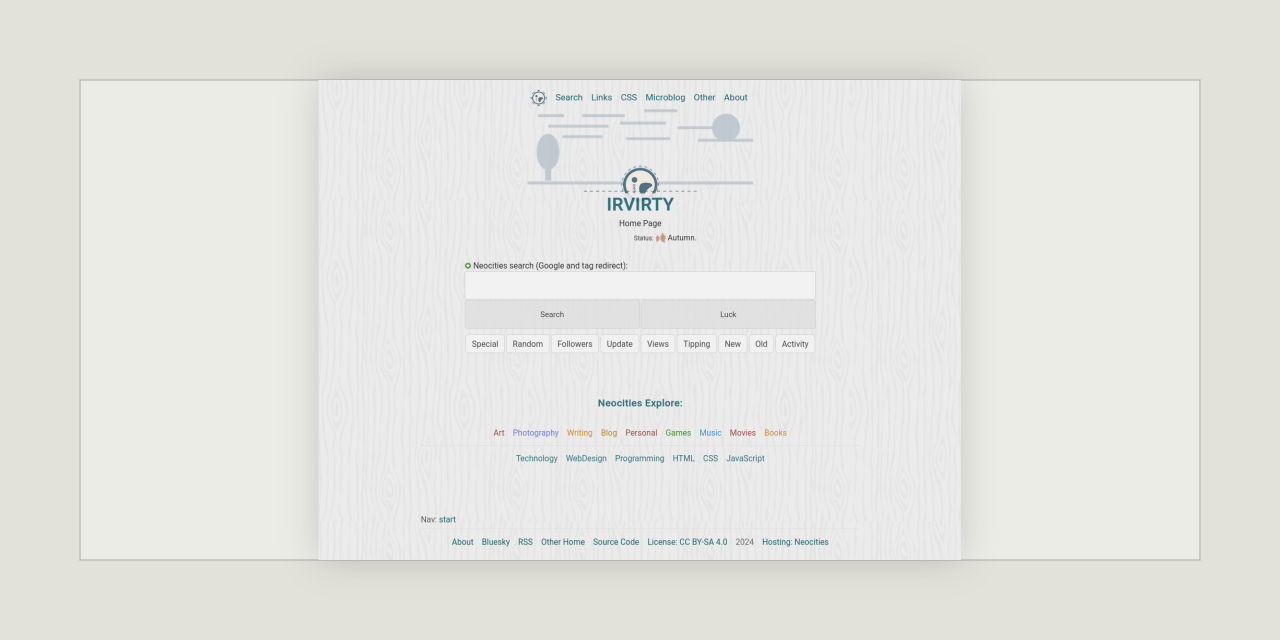 Search Links CSS Microblog Other About
IRVIRTY
Home Page
Status: Autumn.
Neocities search (Google and tag redirect):
Search Luck
Special Random Followers Update Views Tipping New Old Activity
Neocities Explore:
Art Photography Writing Blog Personal Games Music Movies Books
Technology WebDesign Programming HTML CSS JavaScript
Nav: start
About Bluesky RSS Other Home Source Code License: CC BY-SA 4.0 2024 Hosting: Neocities